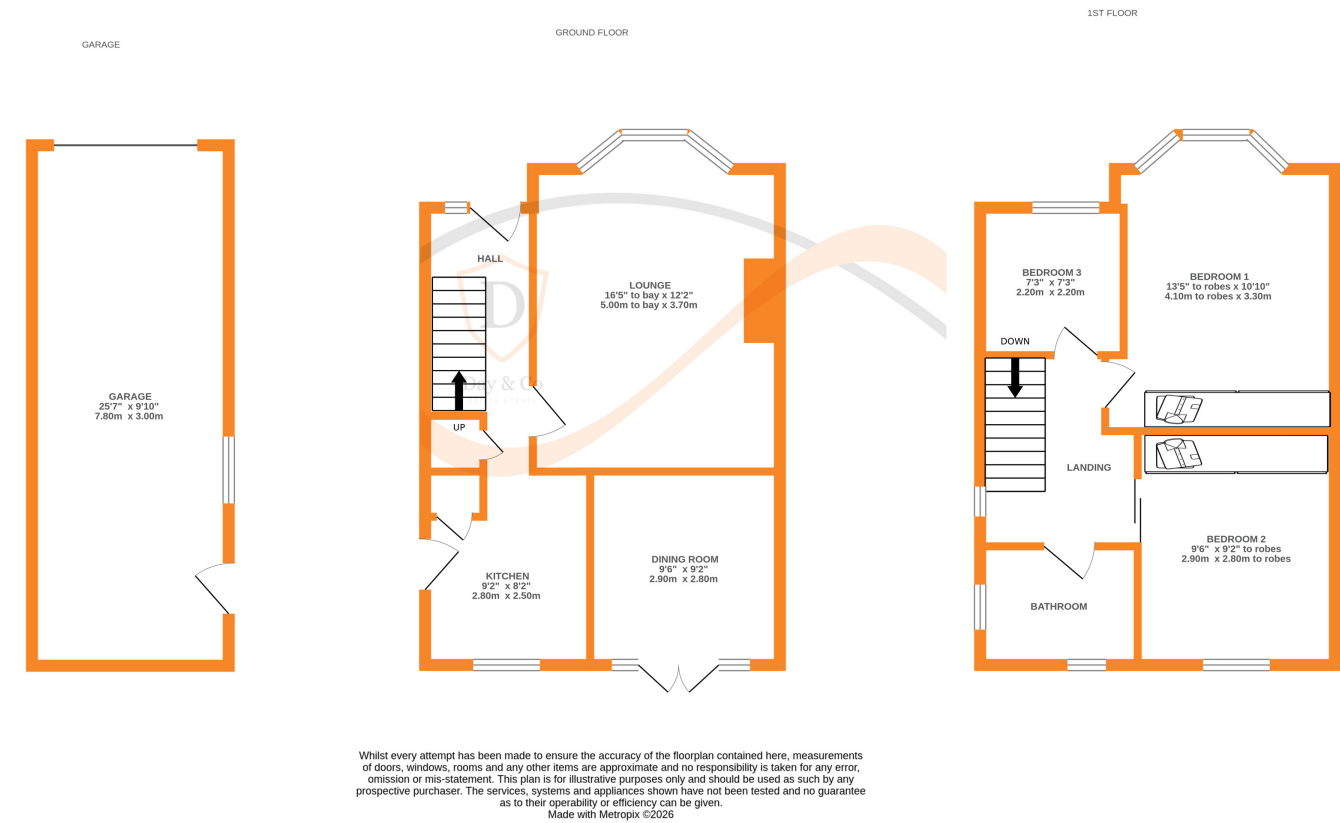 GARAGE
GROUND FLOOR
1ST FLOOR
GARAGE
25'7" x 9'10"
7.80m x 3.00m
HALL
LOUNGE
16'5" to bay x 12'2"
5.00m to bay x 3.70m
D
Day & Co
UP
KITCHEN
9'2" x 8'2"
2.80m x 2.50m
DINING ROOM
9'6" x 9'2"
2.90m x 2.80m
BEDROOM 3
7'3" x 7'3"
2.20m x 2.20m
BEDROOM 1
13'5" to robes x 10'10"
4.10m to robes x 3.30m
DOWN
LANDING
BEDROOM 2
9'6" x 9'2" to robes
2.90m x 2.80m to robes
BATHROOM
Whilst every attempt has been made to ensure the accuracy of the floorplan contained here, measurements
of doors, windows, rooms and any other items are approximate and no responsibility is taken for any error,
omission or mis-statement. This plan is for illustrative purposes only and should be used as such by any
prospective purchaser. The services, systems and appliances shown have not been tested and no guarantee
as to their operability or efficiency can be given.
Made with Metropix ©2026